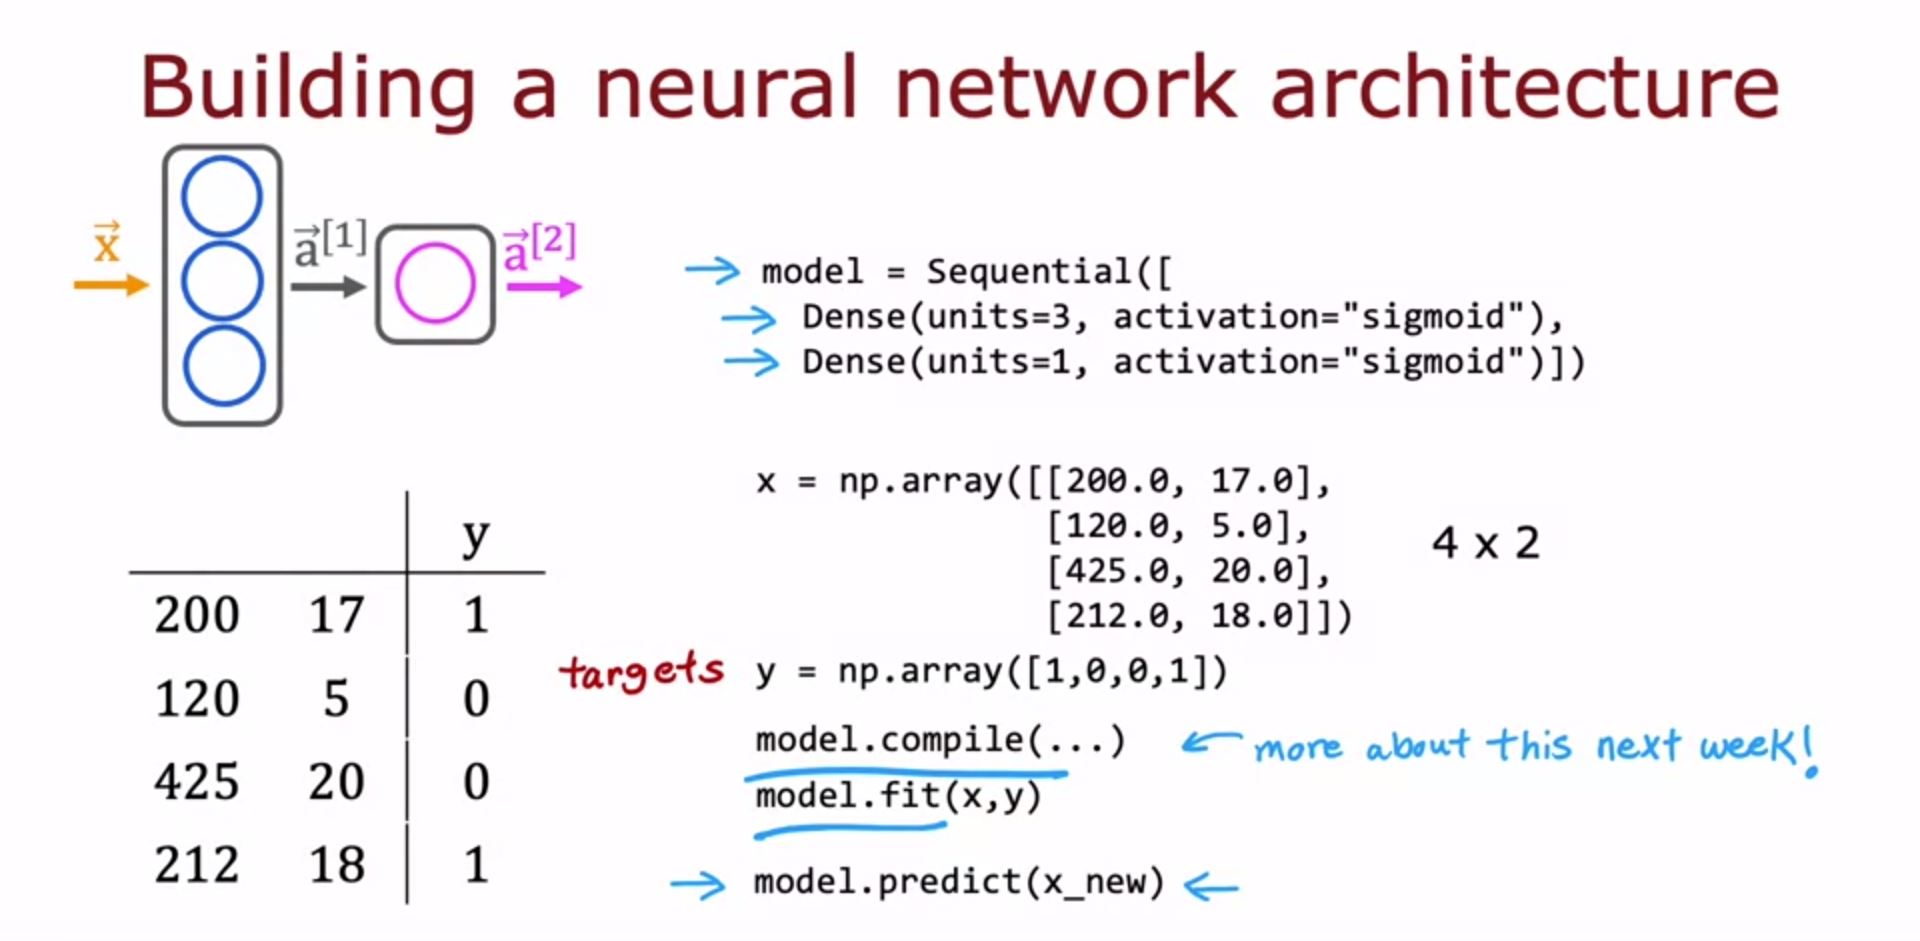 Building a neural network architecture
x⃗
a⃗[1]
a⃗[2]
model = Sequential([
Dense(units=3, activation="sigmoid"),
Dense(units=1, activation="sigmoid")])
x = np.array([[200.0, 17.0],
[120.0, 5.0],
[425.0, 20.0],
[212.0, 18.0]])
4 x 2
y
200 17 1
120 5 0
425 20 0
212 18 1
targets y = np.array([1,0,0,1])
model.compile(...) more about this next week!
model.fit(x,y)
model.predict(x_new)